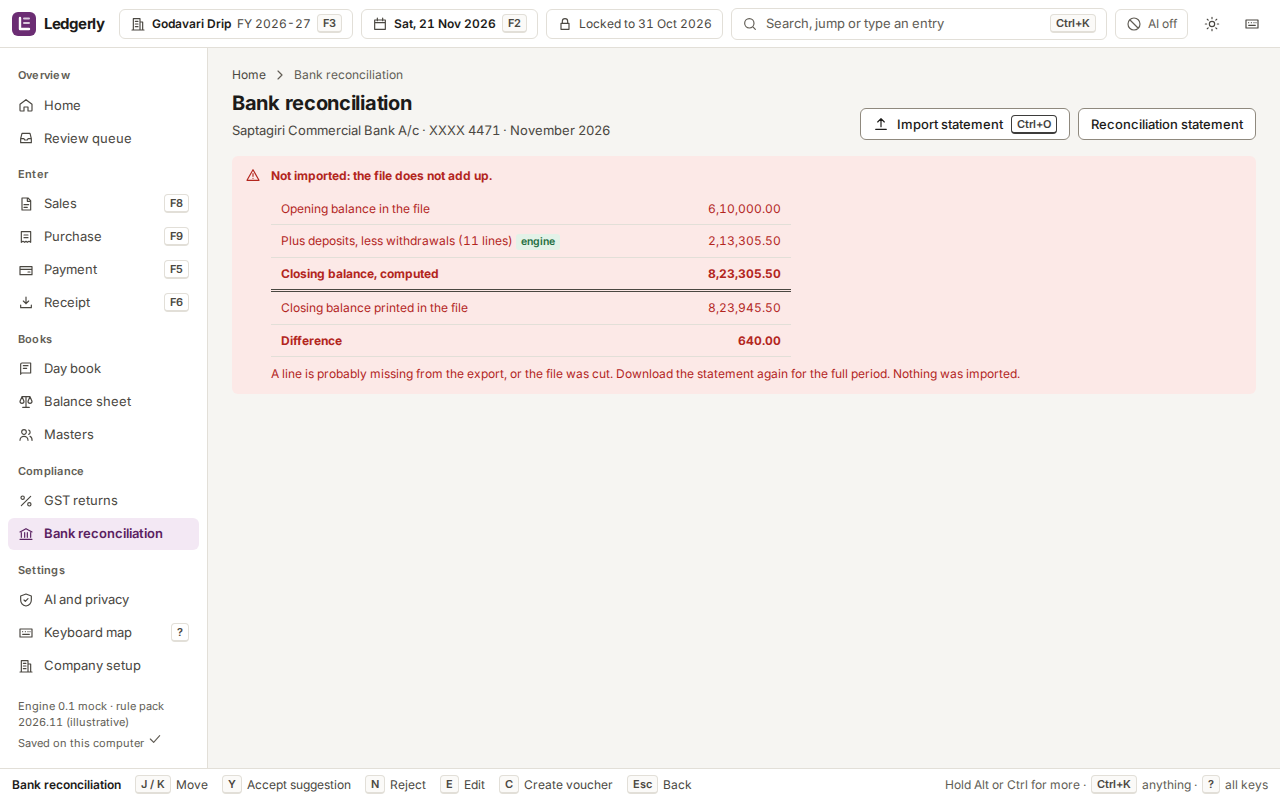 Ledgerly
Godavari Drip FY 2026-27 F3
Sat, 21 Nov 2026 F2
Locked to 31 Oct 2026
Search, jump or type an entry Ctrl+K
AI off
Overview
Home
Review queue
Enter
Sales F8
Purchase F9
Payment F5
Receipt F6
Books
Day book
Balance sheet
Masters
Compliance
GST returns
Bank reconciliation
Settings
AI and privacy
Keyboard map ?
Company setup
Engine 0.1 mock · rule pack
2026.11 (illustrative)
Saved on this computer
Home > Bank reconciliation
Bank reconciliation
Saptagiri Commercial Bank A/c · XXXX 4471 · November 2026
Import statement Ctrl+O
Reconciliation statement
Not imported: the file does not add up.
Opening balance in the file 6,10,000.00
Plus deposits, less withdrawals (11 lines) engine 2,13,305.50
Closing balance, computed 8,23,305.50
Closing balance printed in the file 8,23,945.50
Difference 640.00
A line is probably missing from the export, or the file was cut. Download the statement again for the full period. Nothing was imported.
Bank reconciliation J / K Move Y Accept suggestion N Reject E Edit C Create voucher Esc Back
Hold Alt or Ctrl for more · Ctrl+K anything · ? all keys